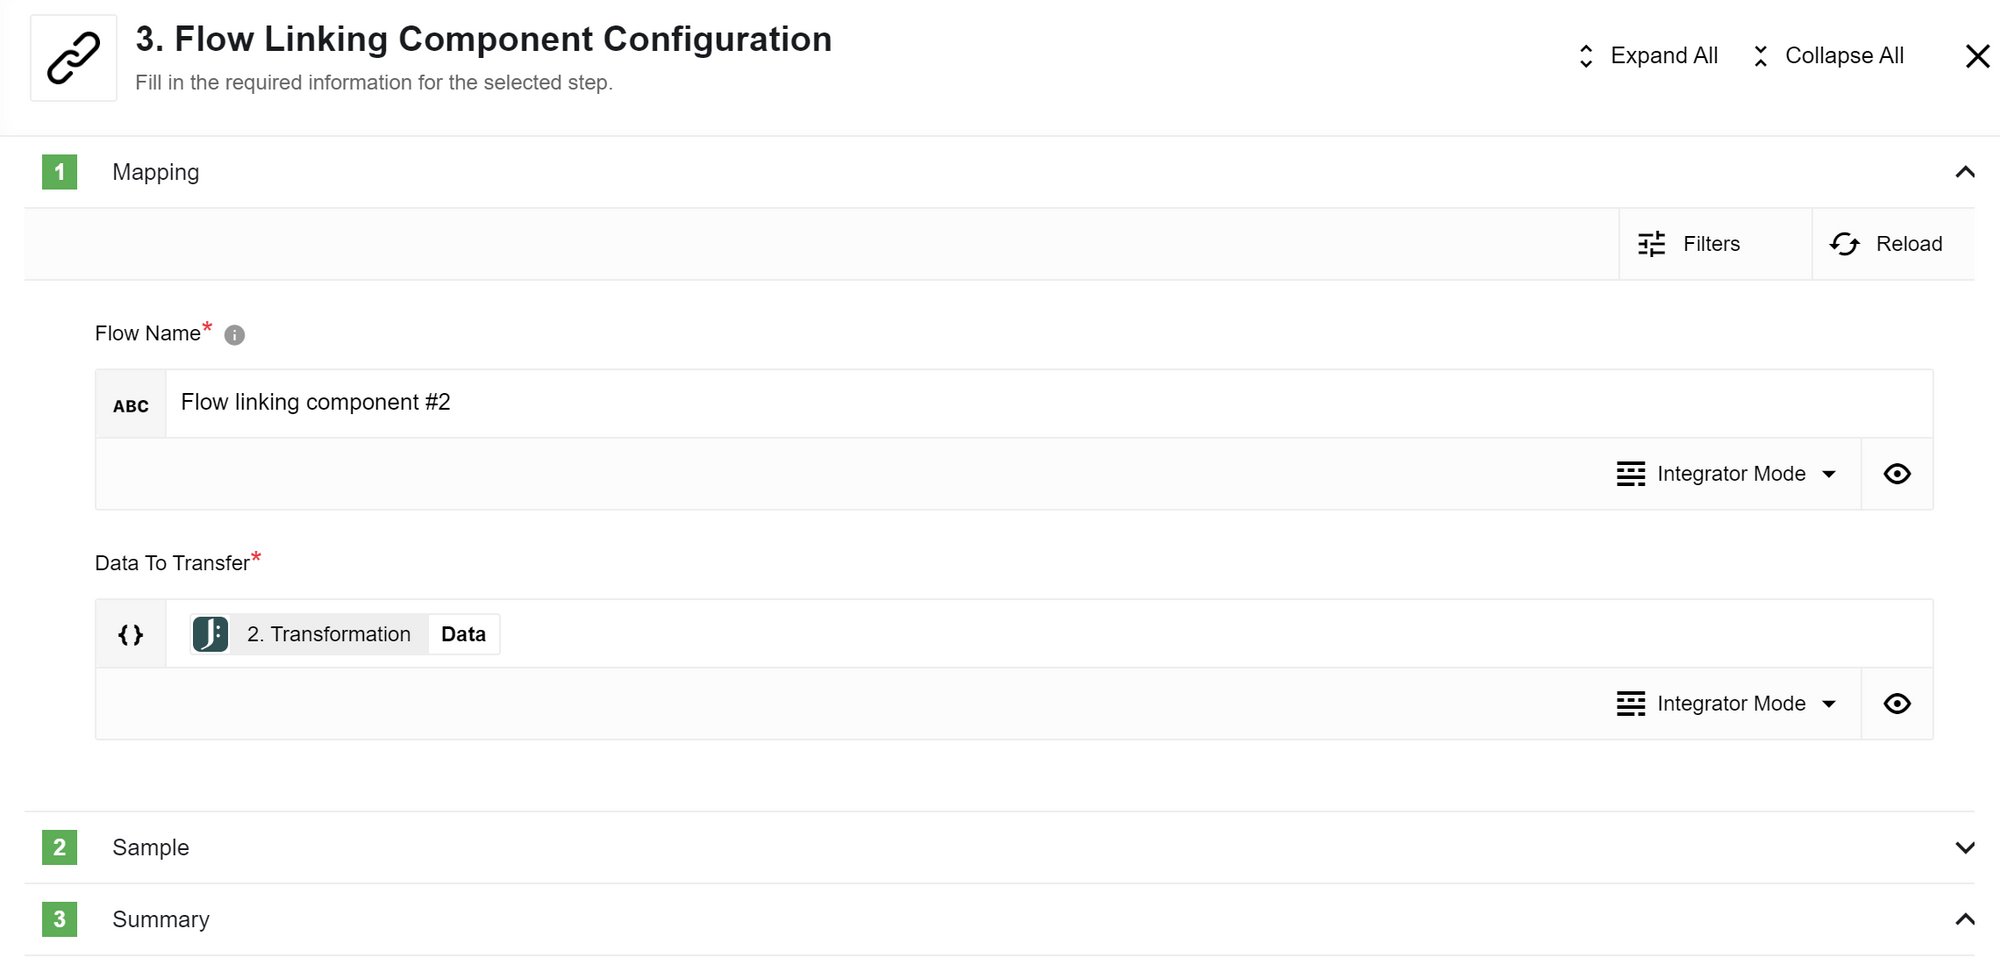 3. Flow Linking Component Configuration
Fill in the required information for the selected step.
Expand All
Collapse All
1 Mapping
Filters
Reload
Flow Name*
ABC Flow linking component #2
Integrator Mode
Data To Transfer*
{} 2. Transformation Data
Integrator Mode
2 Sample
3 Summary